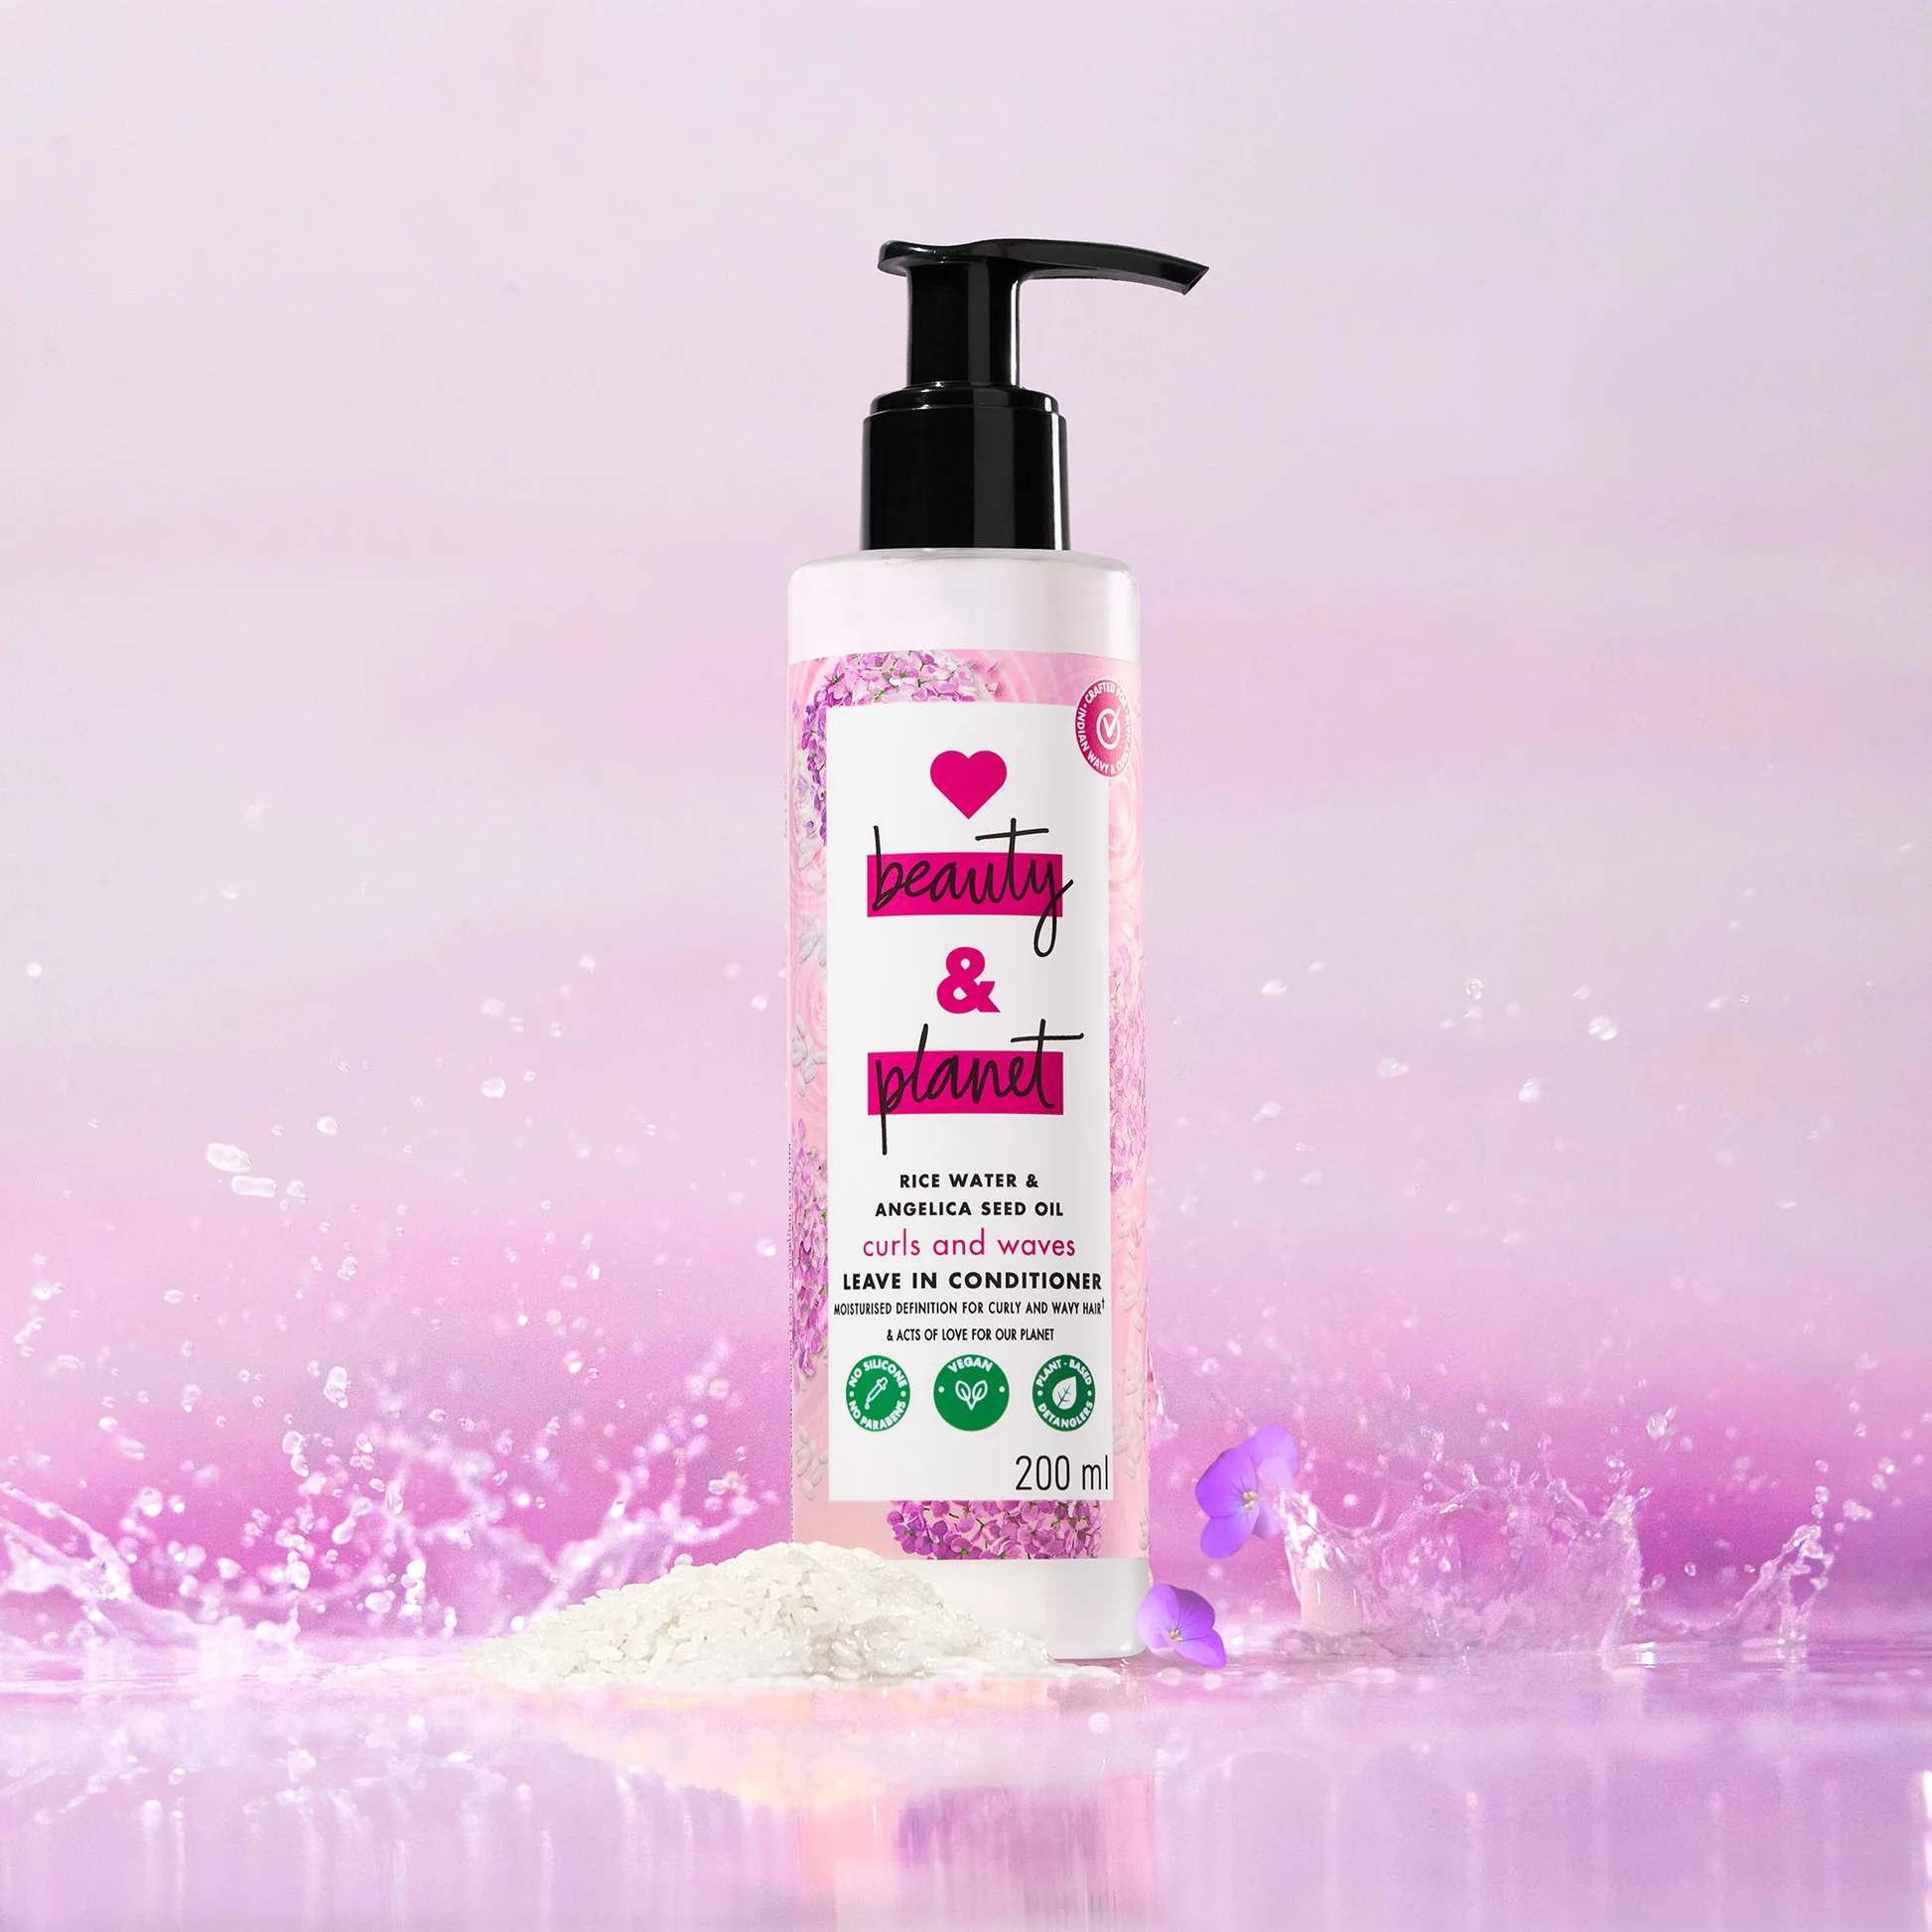 CRAFTED FOR INDIAN WAVY & CURLY HAIR
beauty
&
planet
RICE WATER &
ANGELICA SEED OIL
curls and waves
LEAVE IN CONDITIONER
MOISTURISED DEFINITION FOR CURLY AND WAVY HAIR†
& ACTS OF LOVE FOR OUR PLANET
NO SILICONE
NO PARABENS
VEGAN
PLANT-BASED
DETANGLERS
200 ml